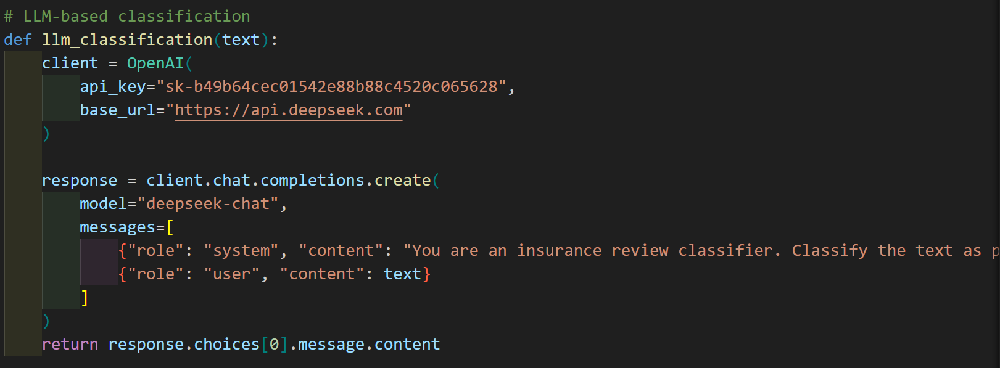 # LLM-based classification
def llm_classification(text):
    client = OpenAI(
        api_key="sk-b49b64cec01542e88b88c4520c065628",
        base_url="https://api.deepseek.com"
    )

    response = client.chat.completions.create(
        model="deepseek-chat",
        messages=[
            {"role": "system", "content": "You are an insurance review classifier. Classify the text as
            {"role": "user", "content": text}
        ]
    )
    return response.choices[0].message.content